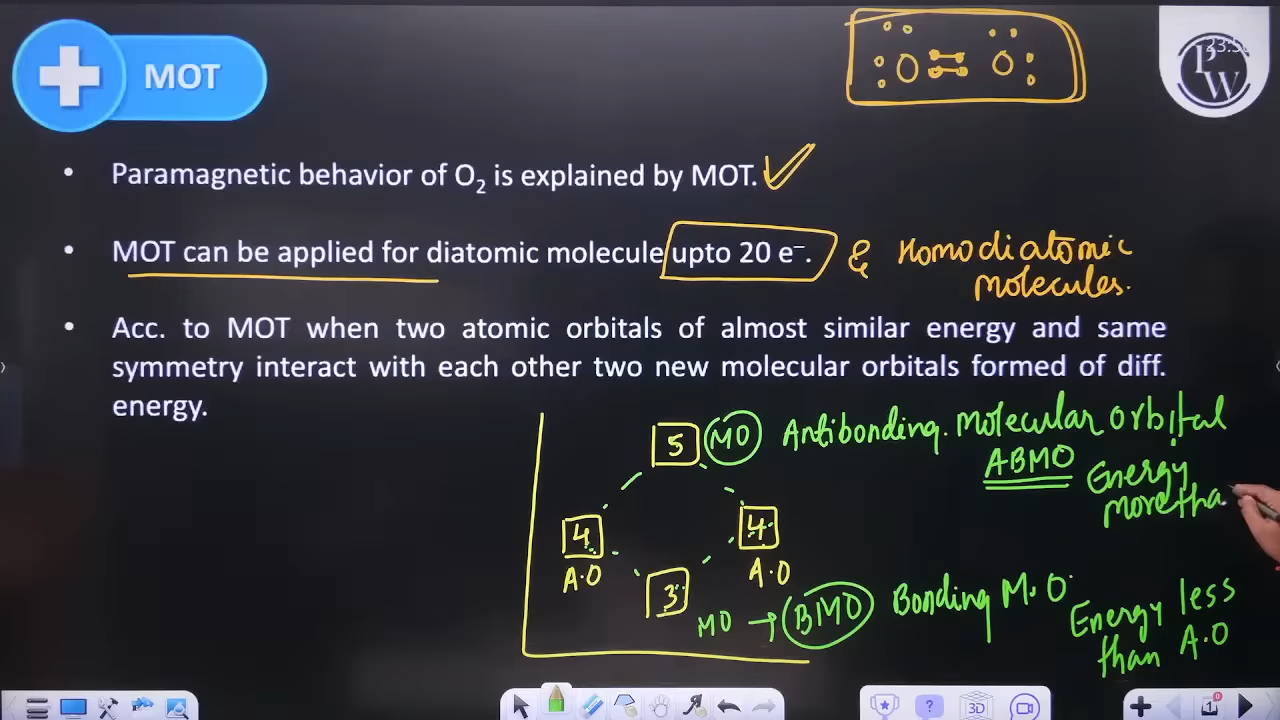 MOT
O O
PW
• Paramagnetic behavior of O₂ is explained by MOT.
• MOT can be applied for diatomic molecule upto 20 e⁻. & Homodiatomic
molecules.
• Acc. to MOT when two atomic orbitals of almost similar energy and same
symmetry interact with each other two new molecular orbitals formed of diff.
energy.
5 MO Antibonding. Molecular orbital
ABMO
Energy
more tha
4 4
A.O A.O
3
MO → BMO Bonding M.O.
Energy less
than A.O
? 3D 1